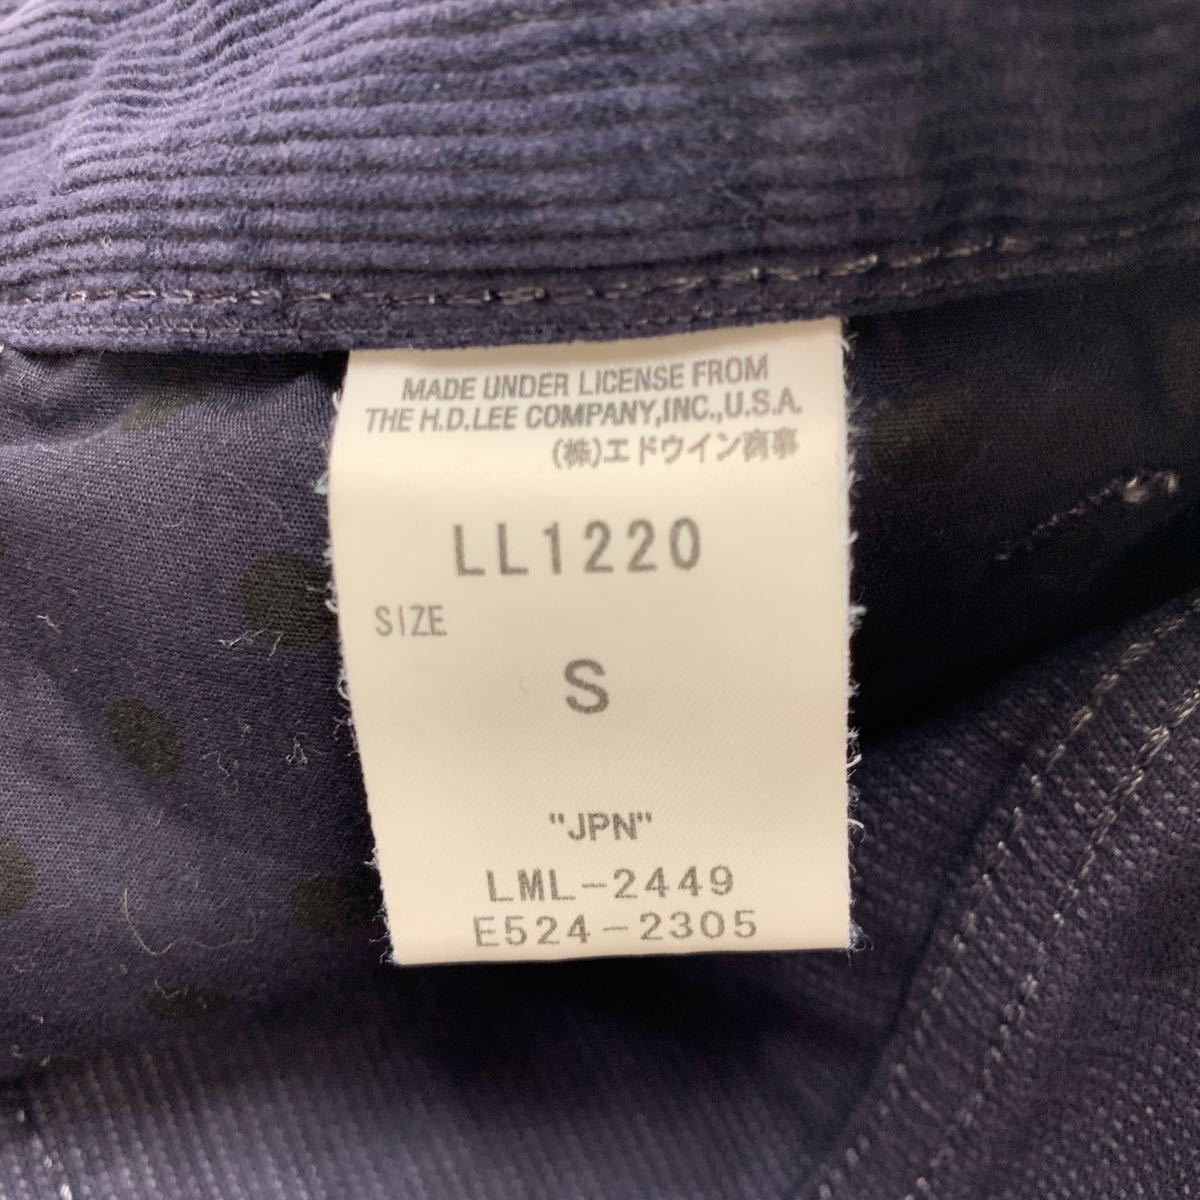 MADE UNDER LICENSE FROM
THE H.D.LEE COMPANY,INC.,U.S.A.
(株)エドウイン商事
LL1220
SIZE
S
"JPN"
LML-2449
E524-2305